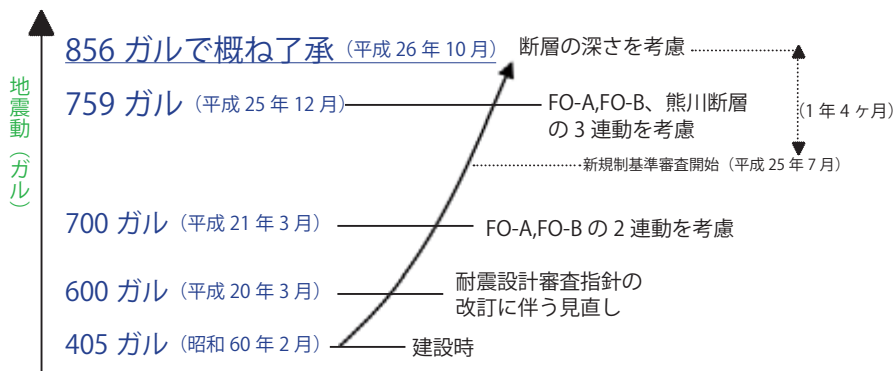 856 ガルで概ね了承（平成 26 年 10 月）
断層の深さを考慮
地震動（ガル）
759 ガル（平成 25 年 12 月）
FO-A,FO-B、熊川断層
の 3 連動を考慮
（1 年 4 ヶ月）
新規制基準審査開始（平成 25 年 7 月）
700 ガル（平成 21 年 3 月）
FO-A,FO-B の 2 連動を考慮
600 ガル（平成 20 年 3 月）
耐震設計審査指針の
改訂に伴う見直し
405 ガル（昭和 60 年 2 月）
建設時